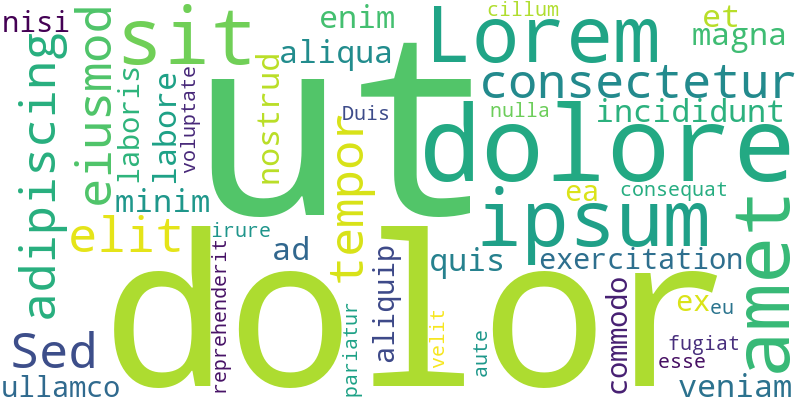 nisi
sit
enim
aliqua
Lorem
cillum
et
magna
consectetur
adipiscing
eiusmod
laboris
labore
voluptate
nostrud
ut
Duis
tempor
dolore
nulla
incididunt
minim
ipsum
ea
consequat
amet
elit
irure
ad
quis
exercitation
dolor
reprehenderit
aliquip
Sed
pariatur
velit
aute
commodo
ex
eu
fugiat
esse
ullamco
veniam